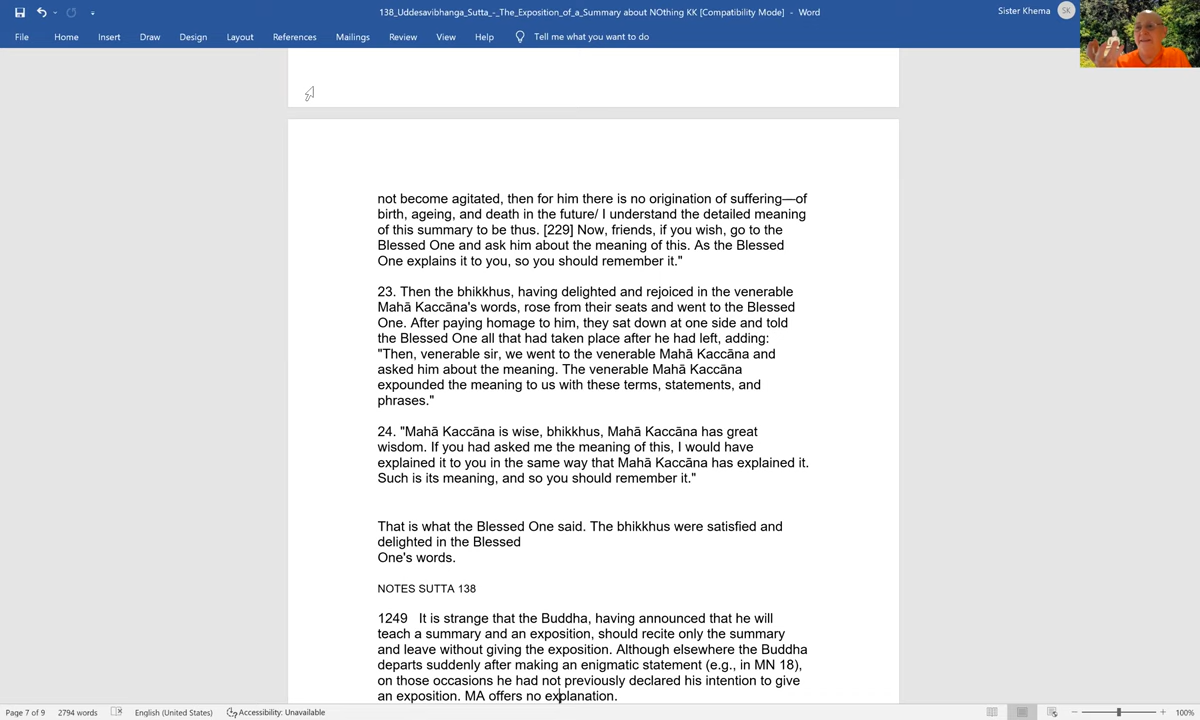 138_Uddesavibhanga_Sutta_-_The_Exposition_of_a_Summary about NOthing KK [Compatibility Mode] - Word
Sister Khema SK
File Home Insert Draw Design Layout References Mailings Review View Help Tell me what you want to do
not become agitated, then for him there is no origination of suffering—of
birth, ageing, and death in the future/ I understand the detailed meaning
of this summary to be thus. [229] Now, friends, if you wish, go to the
Blessed One and ask him about the meaning of this. As the Blessed
One explains it to you, so you should remember it."
23. Then the bhikkhus, having delighted and rejoiced in the venerable
Mahā Kaccāna's words, rose from their seats and went to the Blessed
One. After paying homage to him, they sat down at one side and told
the Blessed One all that had taken place after he had left, adding:
"Then, venerable sir, we went to the venerable Mahā Kaccāna and
asked him about the meaning. The venerable Mahā Kaccāna
expounded the meaning to us with these terms, statements, and
phrases."
24. "Mahā Kaccāna is wise, bhikkhus, Mahā Kaccāna has great
wisdom. If you had asked me the meaning of this, I would have
explained it to you in the same way that Mahā Kaccāna has explained it.
Such is its meaning, and so you should remember it."
That is what the Blessed One said. The bhikkhus were satisfied and
delighted in the Blessed
One's words.
NOTES SUTTA 138
1249 It is strange that the Buddha, having announced that he will
teach a summary and an exposition, should recite only the summary
and leave without giving the exposition. Although elsewhere the Buddha
departs suddenly after making an enigmatic statement (e.g., in MN 18),
on those occasions he had not previously declared his intention to give
an exposition. MA offers no explanation.
Page 7 of 9 2794 words English (United States) Accessibility: Unavailable 100%